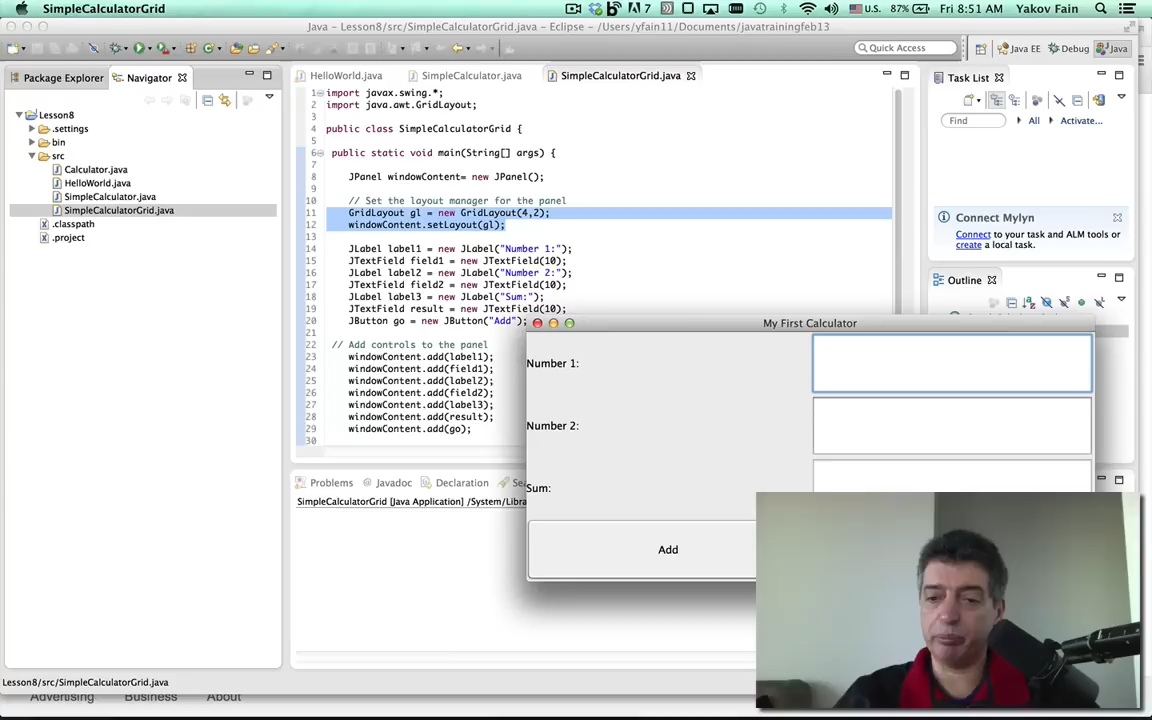 SimpleCalculatorGrid
7
U.S.
87%
Fri 8:51 AM
Yakov Fain
Java - Lesson8/src/SimpleCalculatorGrid.java - Eclipse - /Users/yfain11/Documents/javatrainingfeb13
Quick Access
Java EE
Debug
Java
Package Explorer
Navigator
HelloWorld.java
SimpleCalculator.java
SimpleCalculatorGrid.java
Task List
Lesson8
.settings
bin
src
Calculator.java
HelloWorld.java
SimpleCalculator.java
SimpleCalculatorGrid.java
.classpath
.project
1 import javax.swing.*;
2 import java.awt.GridLayout;
3
4 public class SimpleCalculatorGrid {
5
6 public static void main(String[] args) {
7
8 JPanel windowContent= new JPanel();
9
10 // Set the layout manager for the panel
11 GridLayout gl = new GridLayout(4,2);
12 windowContent.setLayout(gl);
13
14 JLabel label1 = new JLabel("Number 1:");
15 JTextField field1 = new JTextField(10);
16 JLabel label2 = new JLabel("Number 2:");
17 JTextField field2 = new JTextField(10);
18 JLabel label3 = new JLabel("Sum:");
19 JTextField result = new JTextField(10);
20 JButton go = new JButton("Add");
21
22 // Add controls to the panel
23 windowContent.add(label1);
24 windowContent.add(field1);
25 windowContent.add(label2);
26 windowContent.add(field2);
27 windowContent.add(label3);
28 windowContent.add(result);
29 windowContent.add(go);
30
Find
All
Activate...
Connect Mylyn
Connect to your task and ALM tools or
create a local task.
Outline
My First Calculator
Number 1:
Number 2:
Sum:
Add
Problems
Javadoc
Declaration
SimpleCalculatorGrid [Java Application] /System/Libra
Lesson8/src/SimpleCalculatorGrid.java
Advertising
Business
About